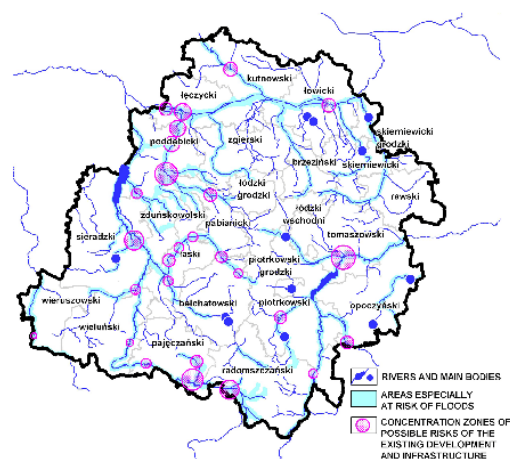 kutnowski
łęczycki
łowicki
skierniewicki
grodzki
zgierski
poddębicki
brzeziński
skierniewicki
rawski
łódzki
grodzki
łódzki
wschodni
zduńskowolski
pabianicki
sieradzki
tomaszowski
łaski
piotrkowski
grodzki
wieruszowski
bełchatowski
piotrkowski
opoczyński
wieluński
pajęczański
radomszczański
RIVERS AND MAIN BODIES
AREAS ESPECIALLY
AT RISK OF FLOODS
CONCENTRATION ZONES OF
POSSIBLE RISKS OF THE
EXISTING DEVELOPMENT
AND INFRASTRUCTURE